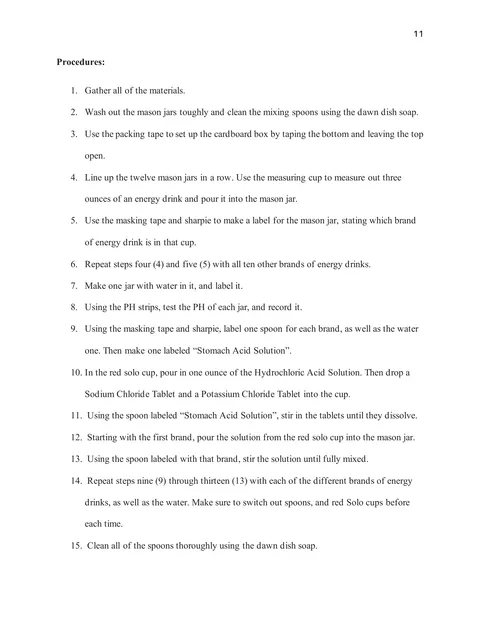 11
Procedures:
1. Gather all of the materials.
2. Wash out the mason jars toughly and clean the mixing spoons using the dawn dish soap.
3. Use the packing tape to set up the cardboard box by taping the bottom and leaving the top
open.
4. Line up the twelve mason jars in a row. Use the measuring cup to measure out three
ounces of an energy drink and pour it into the mason jar.
5. Use the masking tape and sharpie to make a label for the mason jar, stating which brand
of energy drink is in that cup.
6. Repeat steps four (4) and five (5) with all ten other brands of energy drinks.
7. Make one jar with water in it, and label it.
8. Using the PH strips, test the PH of each jar, and record it.
9. Using the masking tape and sharpie, label one spoon for each brand, as well as the water
one. Then make one labeled “Stomach Acid Solution”.
10. In the red solo cup, pour in one ounce of the Hydrochloric Acid Solution. Then drop a
Sodium Chloride Tablet and a Potassium Chloride Tablet into the cup.
11. Using the spoon labeled “Stomach Acid Solution”, stir in the tablets until they dissolve.
12. Starting with the first brand, pour the solution from the red solo cup into the mason jar.
13. Using the spoon labeled with that brand, stir the solution until fully mixed.
14. Repeat steps nine (9) through thirteen (13) with each of the different brands of energy
drinks, as well as the water. Make sure to switch out spoons, and red Solo cups before
each time.
15. Clean all of the spoons thoroughly using the dawn dish soap.